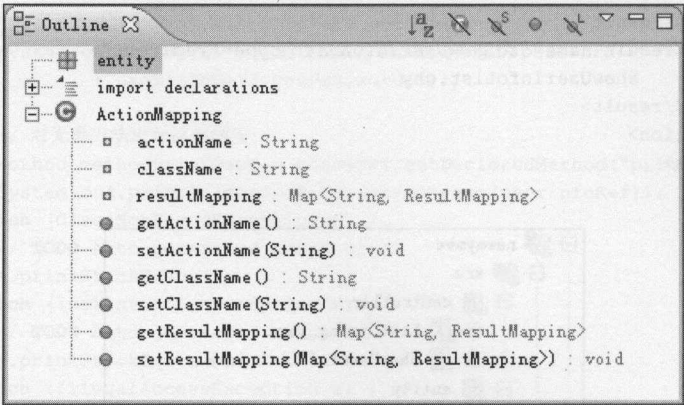 Outline
entity
import declarations
ActionMapping
actionName : String
className : String
resultMapping : Map<String, ResultMapping>
getActionName() : String
setActionName(String) : void
getClassName() : String
setClassName(String) : void
getResultMapping() : Map<String, ResultMapping>
setResultMapping(Map<String, ResultMapping>) : void